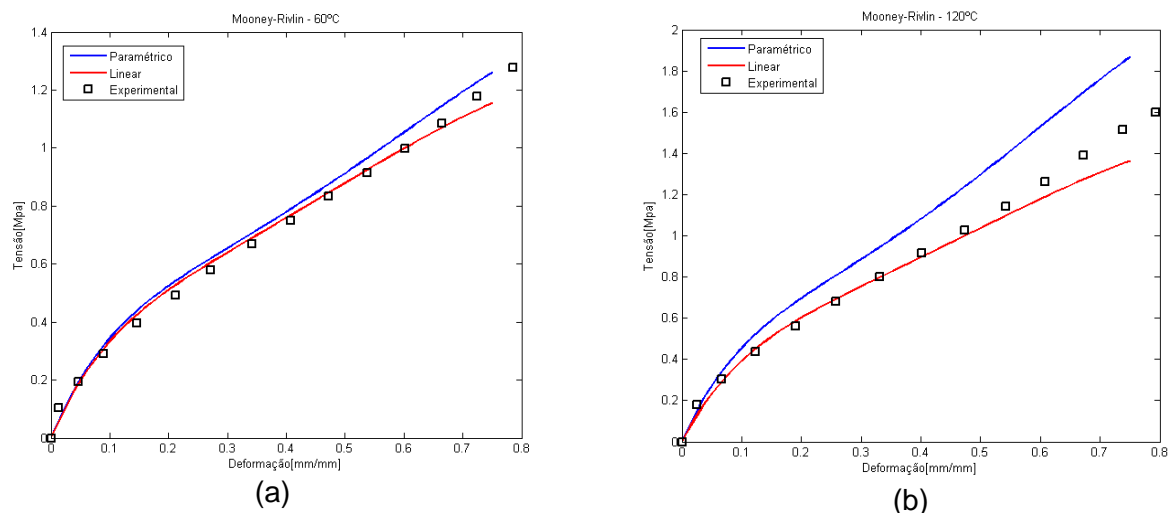 Mooney-Rivlin - 60ºC
Paramétrico
Linear
Experimental
1.4
1.2
1
0.8
0.6
0.4
0.2
0
Tensão[Mpa]
0 0.1 0.2 0.3 0.4 0.5 0.6 0.7 0.8
Deformação[mm/mm]
(a)
Mooney-Rivlin - 120ºC
Paramétrico
Linear
Experimental
2
1.8
1.6
1.4
1.2
1
0.8
0.6
0.4
0.2
0
Tensão[Mpa]
0 0.1 0.2 0.3 0.4 0.5 0.6 0.7 0.8
Deformação[mm/mm]
(b)